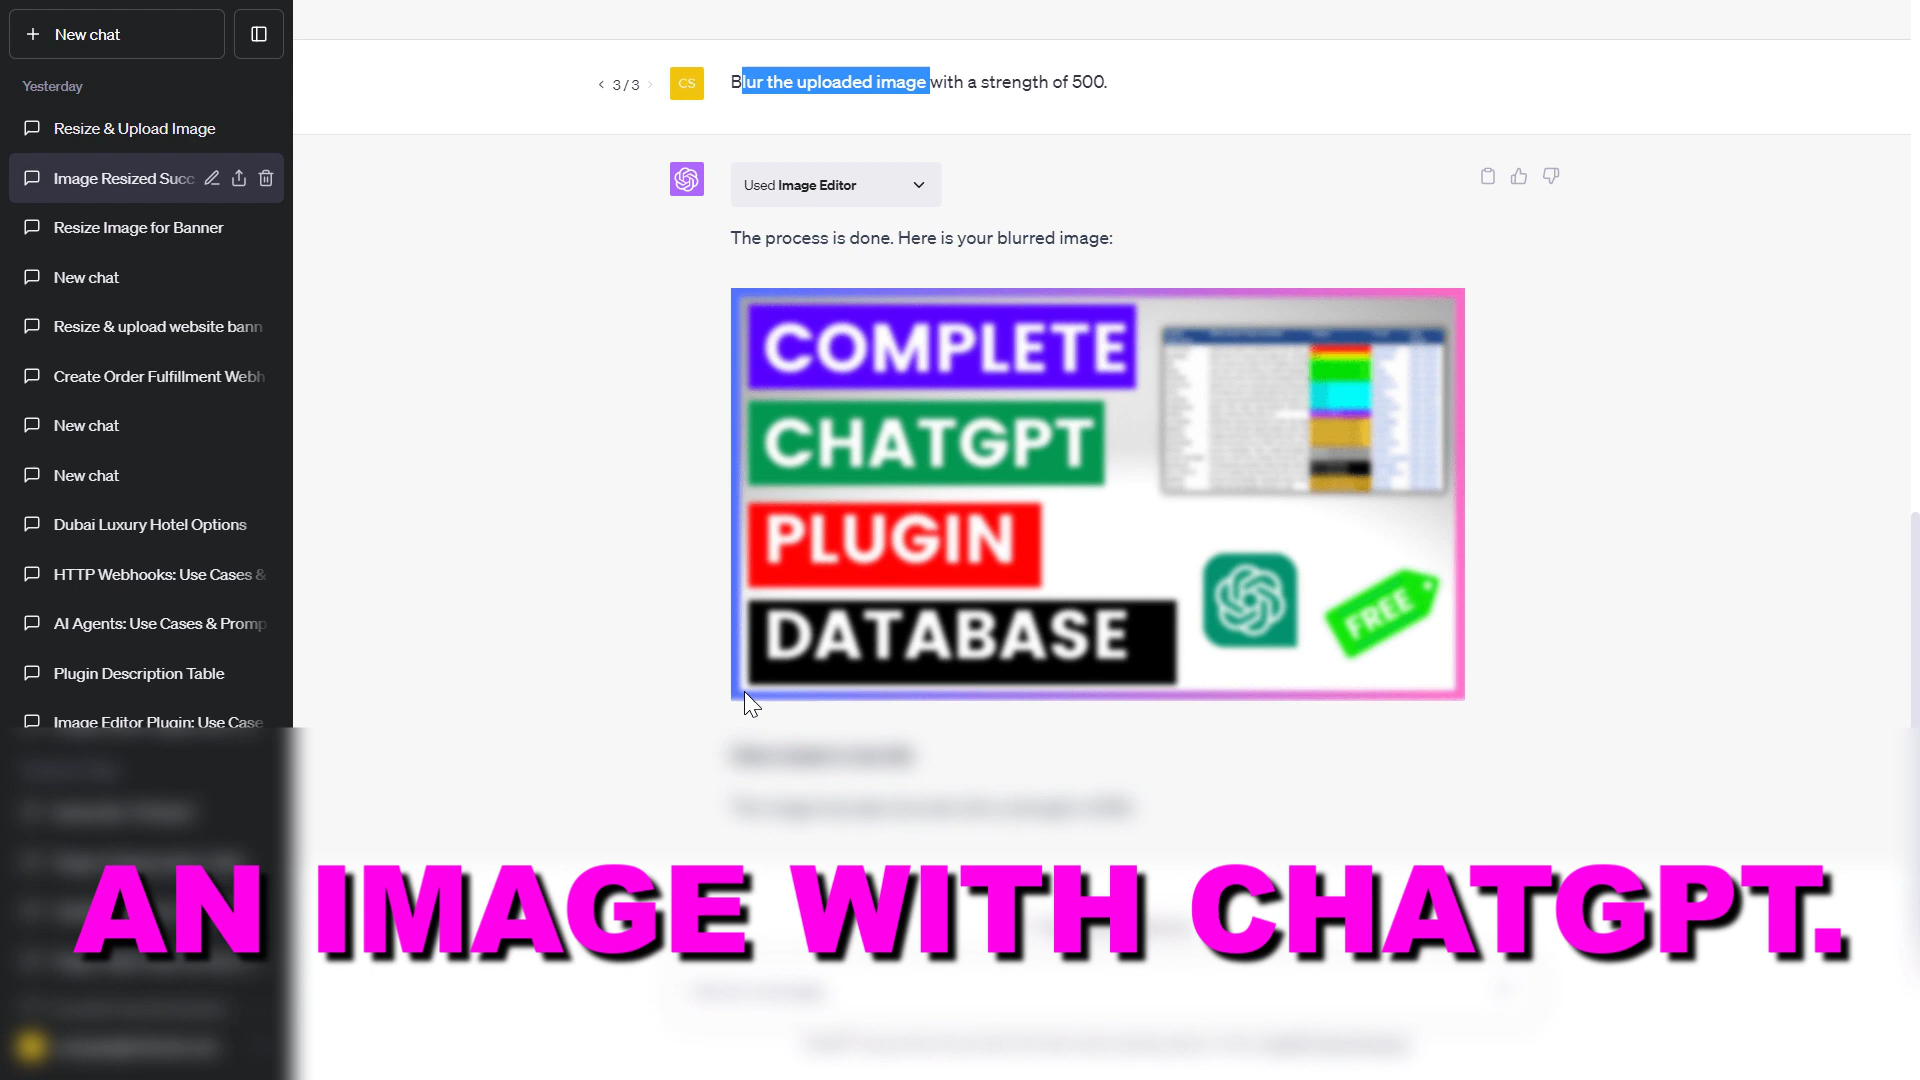 New chat
Yesterday
Resize & Upload Image
Image Resized Succ
Resize Image for Banner
New chat
Resize & upload website bann
Create Order Fulfillment Webh
New chat
New chat
Dubai Luxury Hotel Options
HTTP Webhooks: Use Cases &
AI Agents: Use Cases & Promp
Plugin Description Table
Image Editor Plugin: Use Case
3 / 3
CS
Blur the uploaded image with a strength of 500.
Used Image Editor
The process is done. Here is your blurred image:
COMPLETE
CHATGPT
PLUGIN
DATABASE
FREE
AN IMAGE WITH CHATGPT.